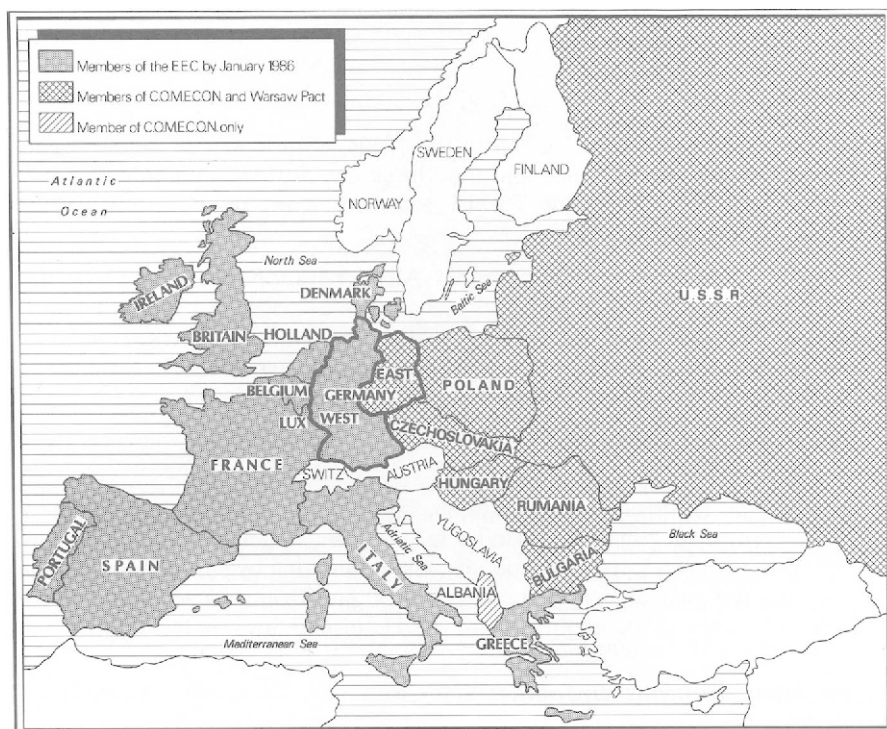 Members of the EEC by January 1986
Members of C.O.M.E.C.O.N. and Warsaw Pact
Member of C.O.M.E.C.O.N. only
Atlantic
Ocean
SWEDEN
FINLAND
NORWAY
North Sea
Baltic Sea
U.S.S.R
IRELAND
DENMARK
BRITAIN
HOLLAND
EAST
POLAND
BELGIUM
GERMANY
LUX
WEST
CZECHOSLOVAKIA
FRANCE
SWITZ
AUSTRIA
HUNGARY
RUMANIA
YUGOSLAVIA
Black Sea
PORTUGAL
SPAIN
ITALY
Adriatic Sea
BULGARIA
ALBANIA
Mediterranean Sea
GREECE